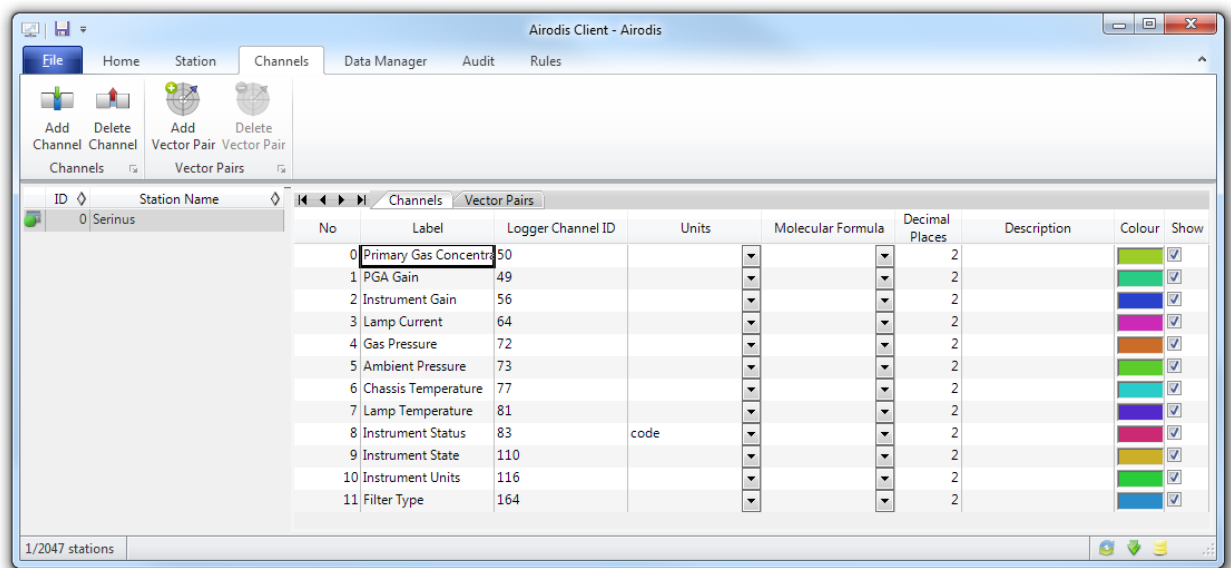 Airodis Client - Airodis
File Home Station Channels Data Manager Audit Rules
Add Channel Delete Channel Add Vector Pair Delete Vector Pair
Channels Vector Pairs
ID Station Name
0 Serinus
Channels Vector Pairs
No Label Logger Channel ID Units Molecular Formula Decimal Places Description Colour Show
0 Primary Gas Concentra 50 2
1 PGA Gain 49 2
2 Instrument Gain 56 2
3 Lamp Current 64 2
4 Gas Pressure 72 2
5 Ambient Pressure 73 2
6 Chassis Temperature 77 2
7 Lamp Temperature 81 2
8 Instrument Status 83 code 2
9 Instrument State 110 2
10 Instrument Units 116 2
11 Filter Type 164 2
1/2047 stations